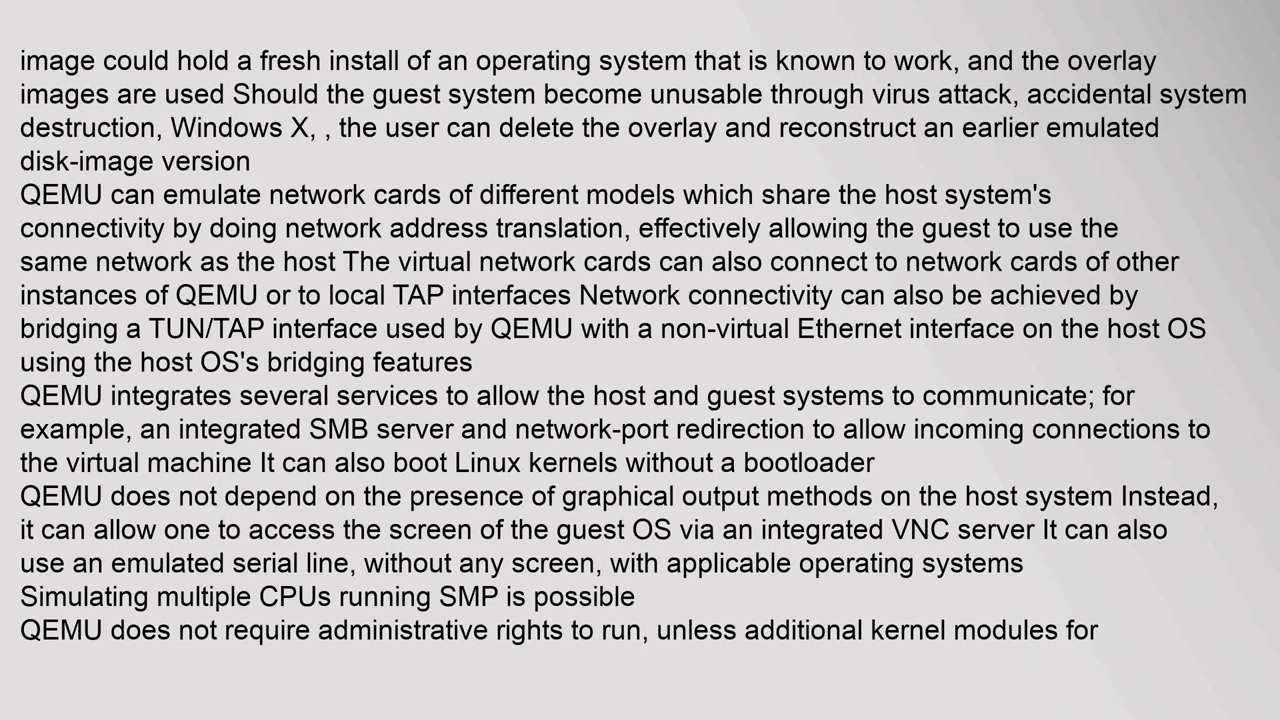 image could hold a fresh install of an operating system that is known to work, and the overlay
images are used Should the guest system become unusable through virus attack, accidental system
destruction, Windows X, , the user can delete the overlay and reconstruct an earlier emulated
disk-image version
QEMU can emulate network cards of different models which share the host system's
connectivity by doing network address translation, effectively allowing the guest to use the
same network as the host The virtual network cards can also connect to network cards of other
instances of QEMU or to local TAP interfaces Network connectivity can also be achieved by
bridging a TUN/TAP interface used by QEMU with a non-virtual Ethernet interface on the host OS
using the host OS's bridging features
QEMU integrates several services to allow the host and guest systems to communicate; for
example, an integrated SMB server and network-port redirection to allow incoming connections to
the virtual machine It can also boot Linux kernels without a bootloader
QEMU does not depend on the presence of graphical output methods on the host system Instead,
it can allow one to access the screen of the guest OS via an integrated VNC server It can also
use an emulated serial line, without any screen, with applicable operating systems
Simulating multiple CPUs running SMP is possible
QEMU does not require administrative rights to run, unless additional kernel modules for